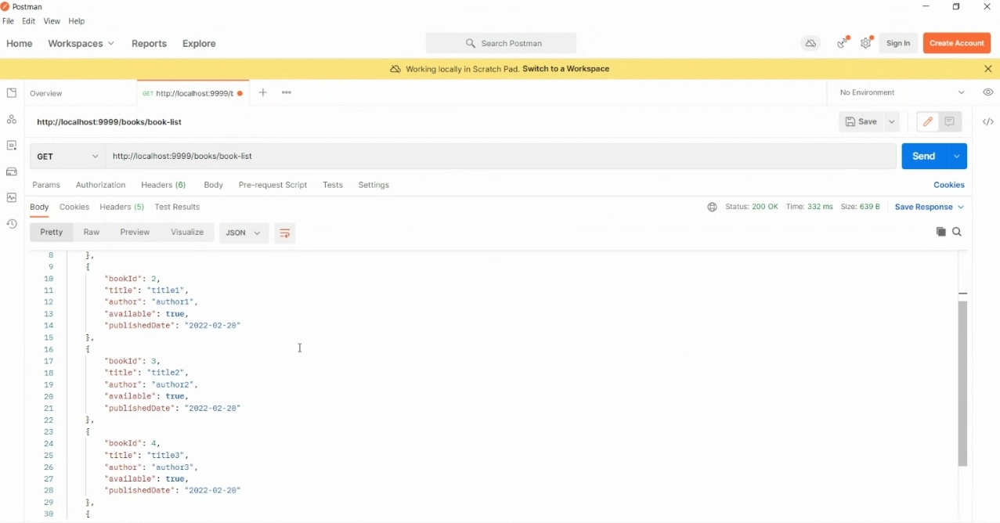 Postman
File Edit View Help
Home Workspaces Reports Explore Search Postman Sign In Create Account
Working locally in Scratch Pad. Switch to a Workspace
Overview GET http://localhost:9999/b No Environment
http://localhost:9999/books/book-list Save
GET http://localhost:9999/books/book-list Send
Params Authorization Headers (6) Body Pre-request Script Tests Settings Cookies
Body Cookies Headers (5) Test Results Status: 200 OK Time: 332 ms Size: 639 B Save Response
Pretty Raw Preview Visualize JSON
8 },
9 {
10 "bookId": 2,
11 "title": "title1",
12 "author": "author1",
13 "available": true,
14 "publishedDate": "2022-02-20"
15 },
16 {
17 "bookId": 3,
18 "title": "title2",
19 "author": "author2",
20 "available": true,
21 "publishedDate": "2022-02-20"
22 },
23 {
24 "bookId": 4,
25 "title": "title3",
26 "author": "author3",
27 "available": true,
28 "publishedDate": "2022-02-20"
29 },
30 {